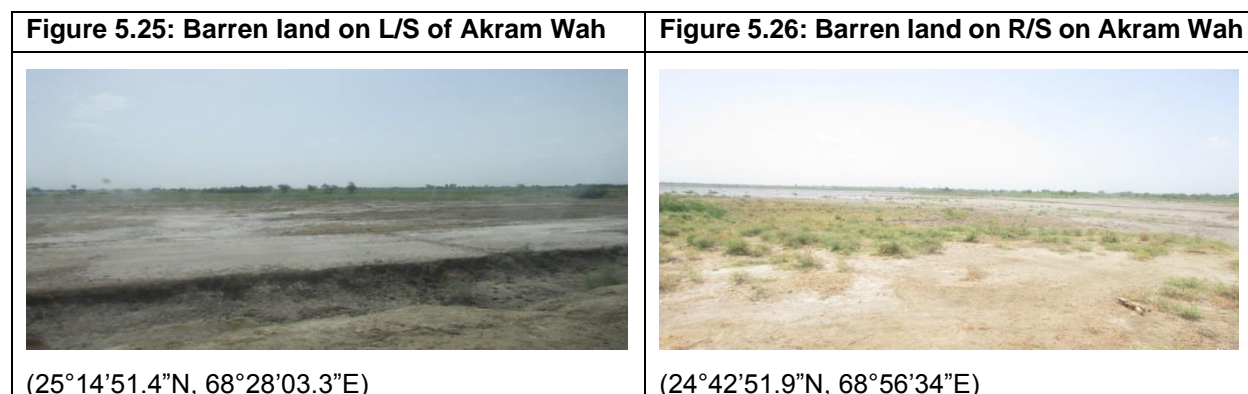 Figure 5.25: Barren land on L/S of Akram Wah
Figure 5.26: Barren land on R/S on Akram Wah
(25°14’51.4”N, 68°28’03.3”E)
(24°42’51.9”N, 68°56’34”E)